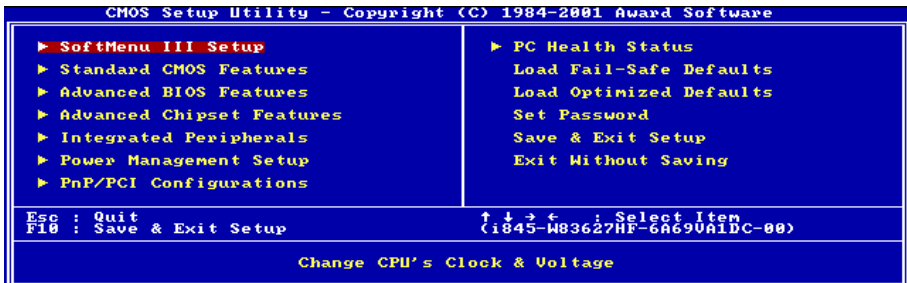 CMOS Setup Utility - Copyright (C) 1984-2001 Award Software
► SoftMenu III Setup
► Standard CMOS Features
► Advanced BIOS Features
► Advanced Chipset Features
► Integrated Peripherals
► Power Management Setup
► PnP/PCI Configurations
► PC Health Status
Load Fail-Safe Defaults
Load Optimized Defaults
Set Password
Save & Exit Setup
Exit Without Saving
Esc : Quit
F10 : Save & Exit Setup
↑ ↓ → ← : Select Item
(i845-W83627HF-6A69VA1DC-00)
Change CPU's Clock & Voltage